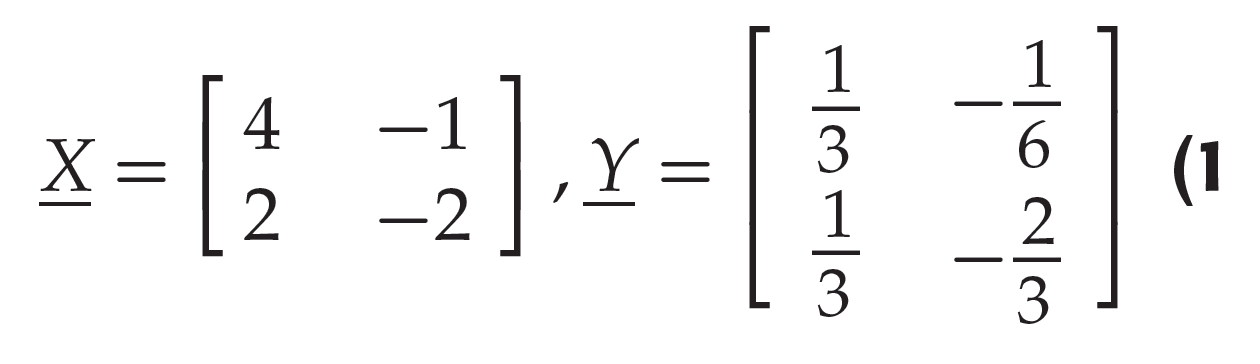 X = [ 4 −1 ; 2 −2 ] , Y = [ 1/3 −1/6 ; 1/3 −2/3 ] (1